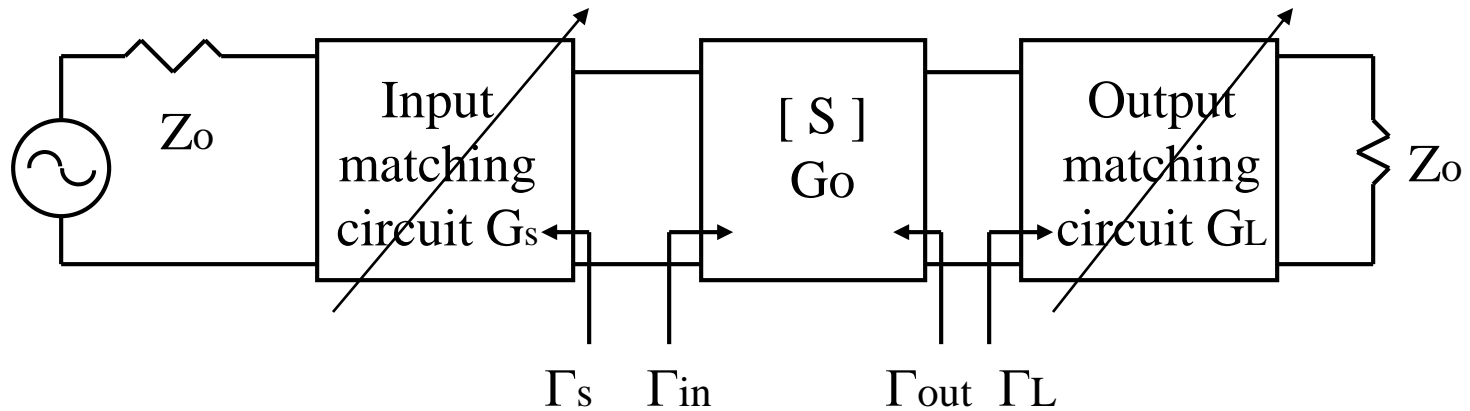 Zo
Input
matching
circuit Gs
[ S ]
Go
Output
matching
circuit GL
Zo
Γs
Γin
Γout
ΓL